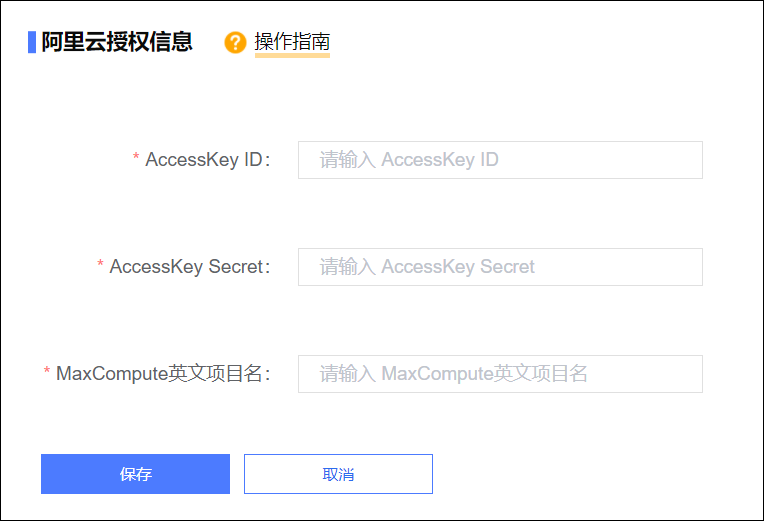 阿里云授权信息 ? 操作指南
* AccessKey ID： 请输入 AccessKey ID
* AccessKey Secret： 请输入 AccessKey Secret
* MaxCompute英文项目名： 请输入 MaxCompute英文项目名
保存 取消